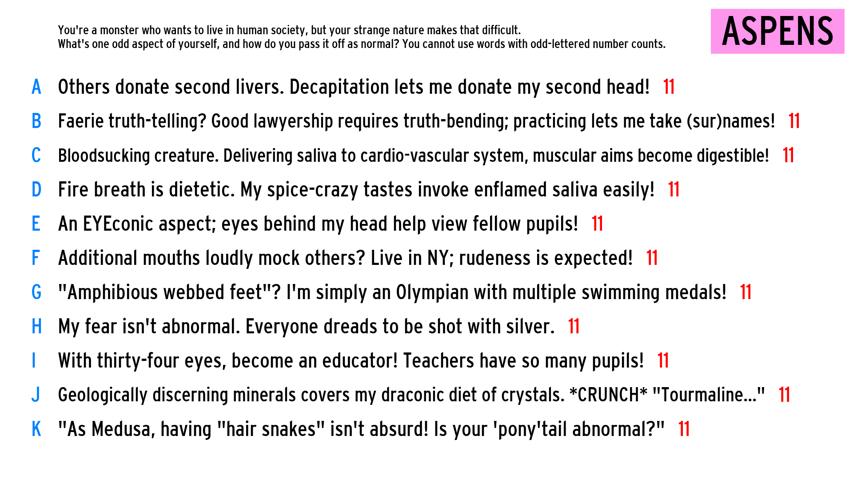 You're a monster who wants to live in human society, but your strange nature makes that difficult.
What's one odd aspect of yourself, and how do you pass it off as normal? You cannot use words with odd-lettered number counts.
ASPENS
A Others donate second livers. Decapitation lets me donate my second head! 11
B Faerie truth-telling? Good lawyership requires truth-bending; practicing lets me take (sur)names! 11
C Bloodsucking creature. Delivering saliva to cardio-vascular system, muscular aims become digestible! 11
D Fire breath is dietetic. My spice-crazy tastes invoke enflamed saliva easily! 11
E An EYEconic aspect; eyes behind my head help view fellow pupils! 11
F Additional mouths loudly mock others? Live in NY; rudeness is expected! 11
G "Amphibious webbed feet"? I'm simply an Olympian with multiple swimming medals! 11
H My fear isn't abnormal. Everyone dreads to be shot with silver. 11
I With thirty-four eyes, become an educator! Teachers have so many pupils! 11
J Geologically discerning minerals covers my draconic diet of crystals. *CRUNCH* "Tourmaline..." 11
K "As Medusa, having "hair snakes" isn't absurd! Is your 'pony'tail abnormal?" 11